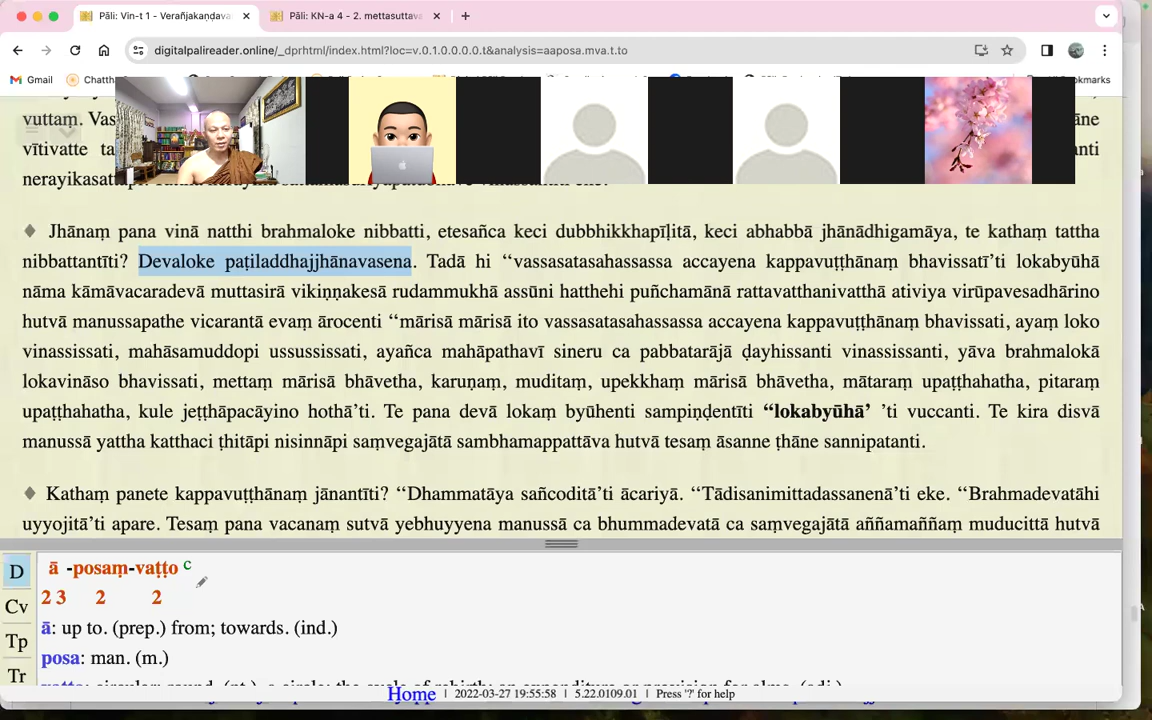 Pāli: Vin-t 1 - Verañjakaṇḍava
Pāli: KN-a 4 - 2. mettasuttava
digitalpalireader.online/_dprhtml/index.html?loc=v.0.1.0.0.0.0.t&analysis=aaposa.mva.t.to
Gmail
Chattha
ookmarks
vuttaṃ. Vas
āne
vītivatte ta
anti
◆ Jhānaṃ pana vinā natthi brahmaloke nibbatti, etesañca keci dubbhikkhapīḷitā, keci abhabbā jhānādhigamāya, te kathaṃ tattha
nibbattantīti? Devaloke paṭiladdhajjhānavasena. Tadā hi “vassasatasahassassa accayena kappavuṭṭhānaṃ bhavissatī’ti lokabyūhā
nāma kāmāvacaradevā muttasirā vikiṇṇakesā rudammukhā assūni hatthehi puñchamānā rattavatthanivatthā ativiya virūpavesadhārino
hutvā manussapathe vicarantā evaṃ ārocenti “mārisā mārisā ito vassasatasahassassa accayena kappavuṭṭhānaṃ bhavissati, ayaṃ loko
vinassissati, mahāsamuddopi ussussissati, ayañca mahāpathavī sineru ca pabbatarājā ḍayhissanti vinassissanti, yāva brahmalokā
lokavināso bhavissati, mettaṃ mārisā bhāvetha, karuṇaṃ, muditaṃ, upekkhaṃ mārisā bhāvetha, mātaraṃ upaṭṭhahatha, pitaraṃ
upaṭṭhahatha, kule jeṭṭhāpacāyino hothā’ti. Te pana devā lokaṃ byūhenti sampiṇḍentīti “lokabyūhā’ ’ti vuccanti. Te kira disvā
manussā yattha katthaci ṭhitāpi nisinnāpi saṃvegajātā sambhamappattāva hutvā tesaṃ āsanne ṭhāne sannipatanti.
◆ Kathaṃ panete kappavuṭṭhānaṃ jānantīti? “Dhammatāya sañcoditā’ti ācariyā. “Tādisanimittadassanenā’ti eke. “Brahmadevatāhi
uyyojitā’ti apare. Tesaṃ pana vacanaṃ sutvā yebhuyyena manussā ca bhummadevatā ca saṃvegajātā aññamaññaṃ muducittā hutvā
D
Cv
Tp
Tr
ā -posaṃ-vaṭṭo c
2 3 2 2
ā: up to. (prep.) from; towards. (ind.)
posa: man. (m.)
Home | 2022-03-27 19:55:58 | 5.22.0109.01 | Press '?' for help